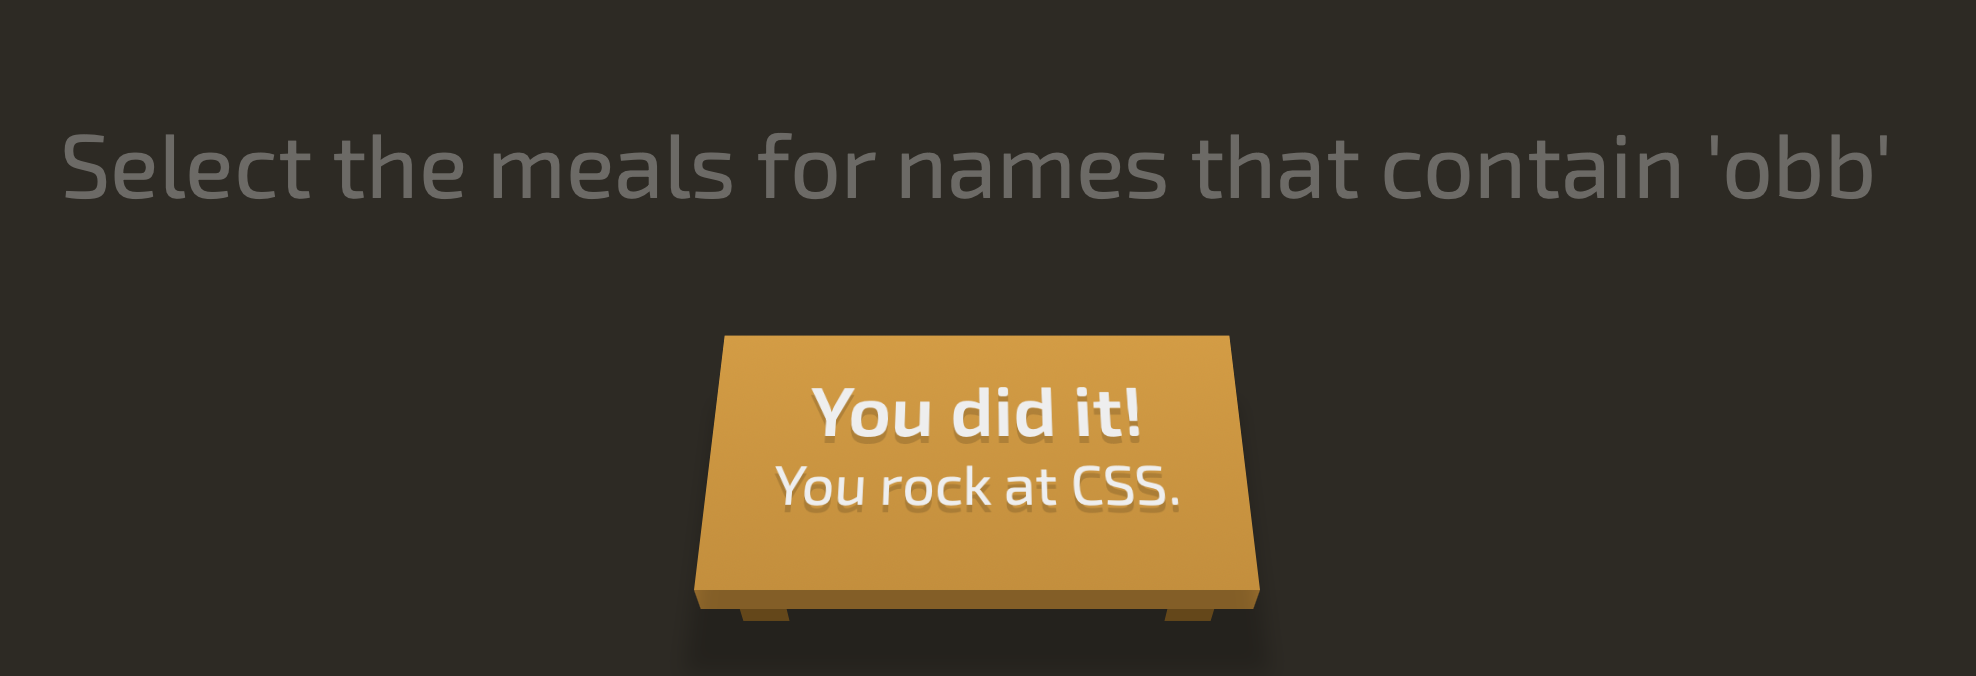 Select the meals for names that contain 'obb'
You did it!
You rock at CSS.